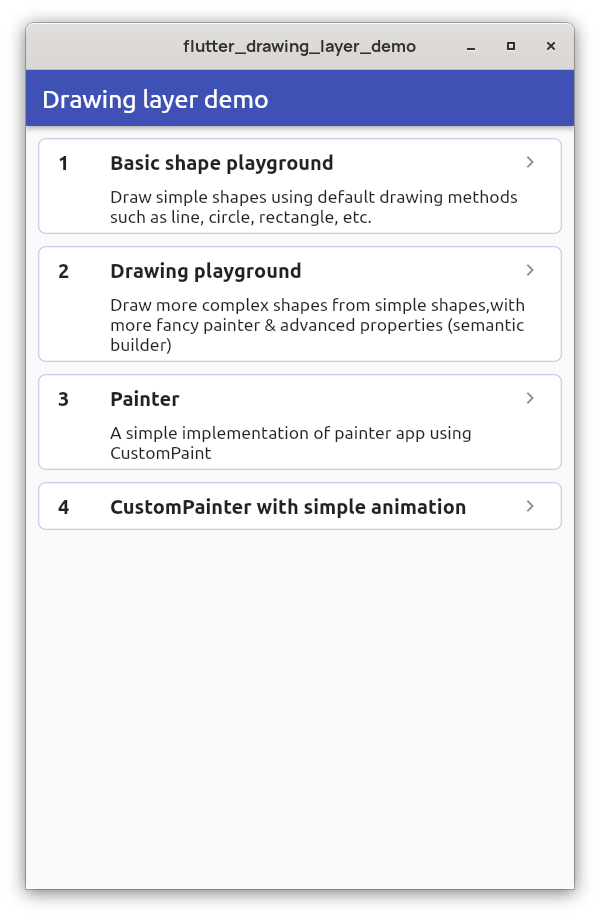 flutter_drawing_layer_demo
Drawing layer demo
1 Basic shape playground
Draw simple shapes using default drawing methods
such as line, circle, rectangle, etc.
2 Drawing playground
Draw more complex shapes from simple shapes,with
more fancy painter & advanced properties (semantic
builder)
3 Painter
A simple implementation of painter app using
CustomPaint
4 CustomPainter with simple animation